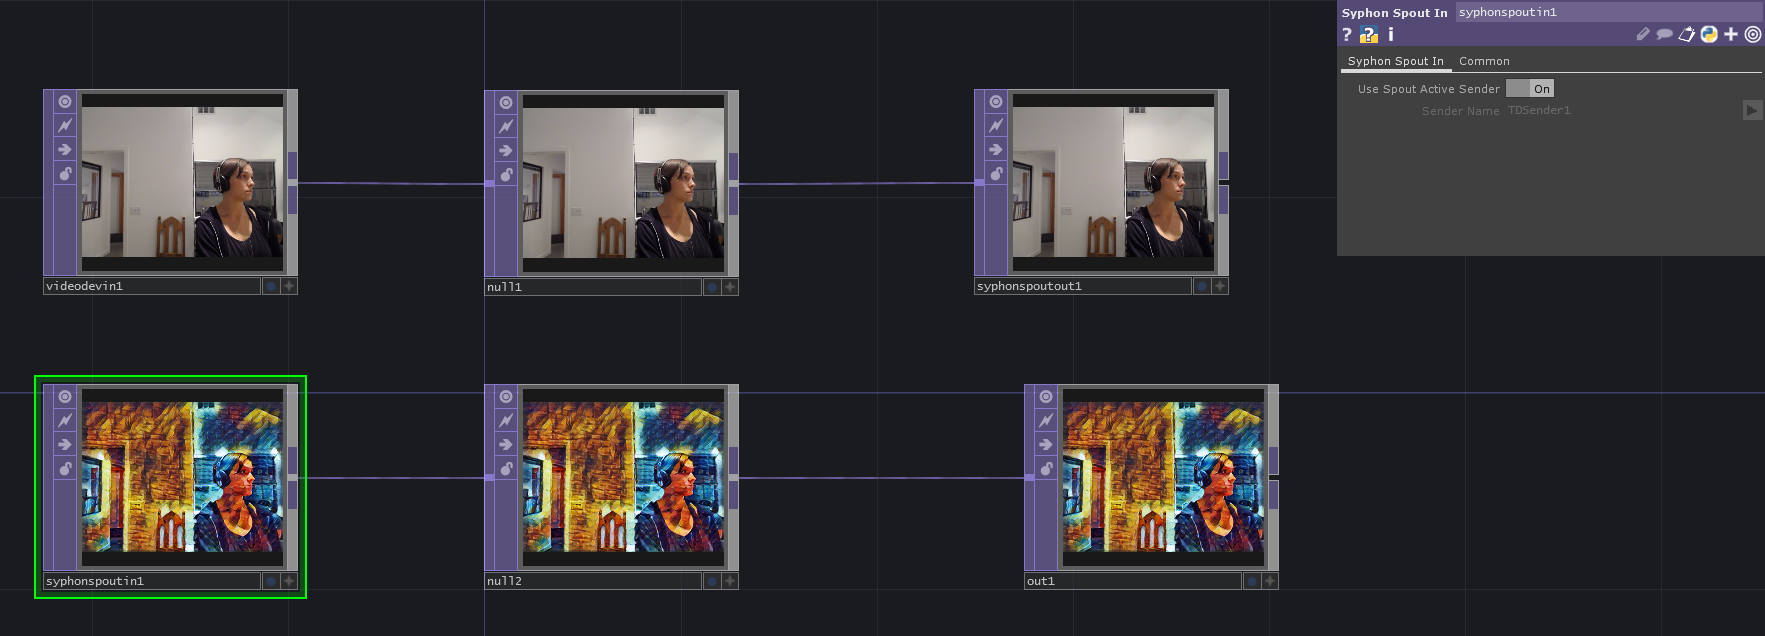 Syphon Spout In syphonspoutin1
? ? i
Syphon Spout In Common
Use Spout Active Sender On
Sender Name TDSender1
videodevin1
null1
syphonspoutout1
syphonspoutin1
null2
out1